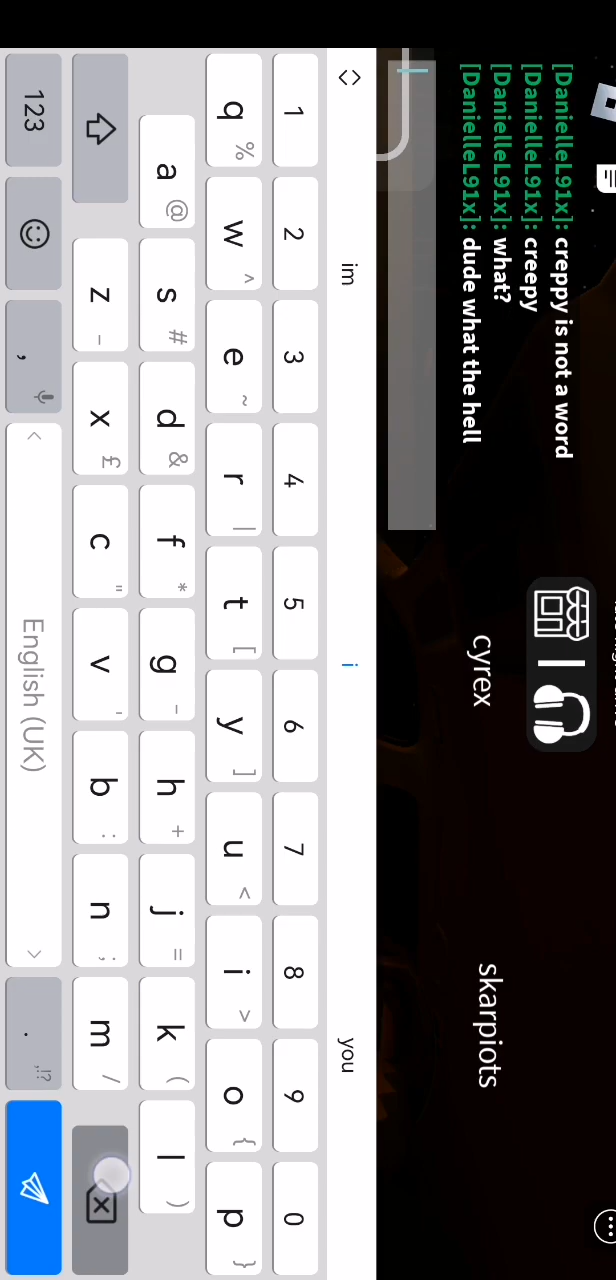 [DanielleL91x]: creppy is not a word
[DanielleL91x]: creepy
[DanielleL91x]: what?
[DanielleL91x]: dude what the hell
cyrex
skarpiots
im i you
1 2 3 4 5 6 7 8 9 0
q % w ^ e ~ r | t [ y ] u < i > o { p }
a @ s # d & f * g - h + j = k ( l )
z _ x £ c " v ' b : n ; m /
123 , < English (UK) > . ,!?